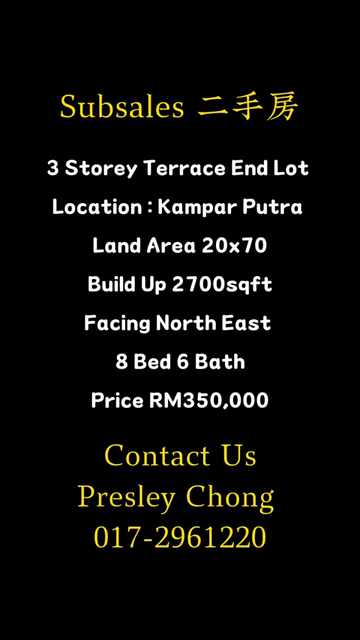 Subsales 二手房
3 Storey Terrace End Lot
Location : Kampar Putra
Land Area 20x70
Build Up 2700sqft
Facing North East
8 Bed 6 Bath
Price RM350,000
Contact Us
Presley Chong
017-2961220